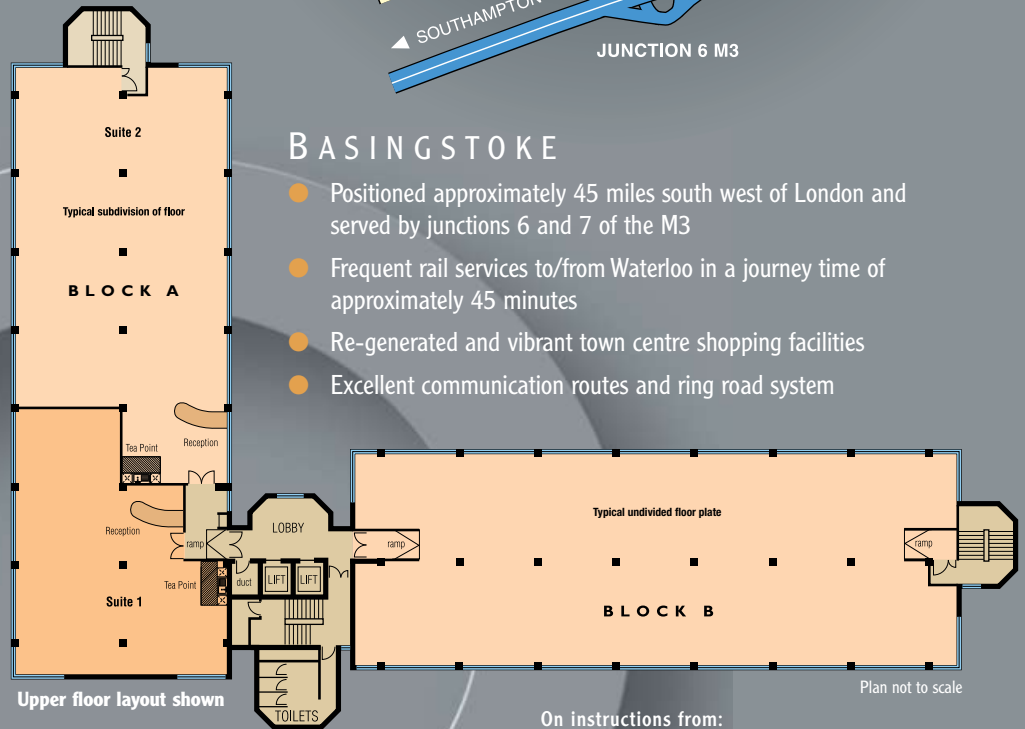 SOUTHAMPTON
JUNCTION 6 M3
BASINGSTOKE
Positioned approximately 45 miles south west of London and
served by junctions 6 and 7 of the M3
Frequent rail services to/from Waterloo in a journey time of
approximately 45 minutes
Re-generated and vibrant town centre shopping facilities
Excellent communication routes and ring road system
Suite 2
Typical subdivision of floor
BLOCK A
Tea Point
Reception
Reception
ramp
Tea Point
Suite 1
LOBBY
duct
LIFT
LIFT
TOILETS
ramp
Typical undivided floor plate
ramp
BLOCK B
Upper floor layout shown
Plan not to scale
On instructions from: